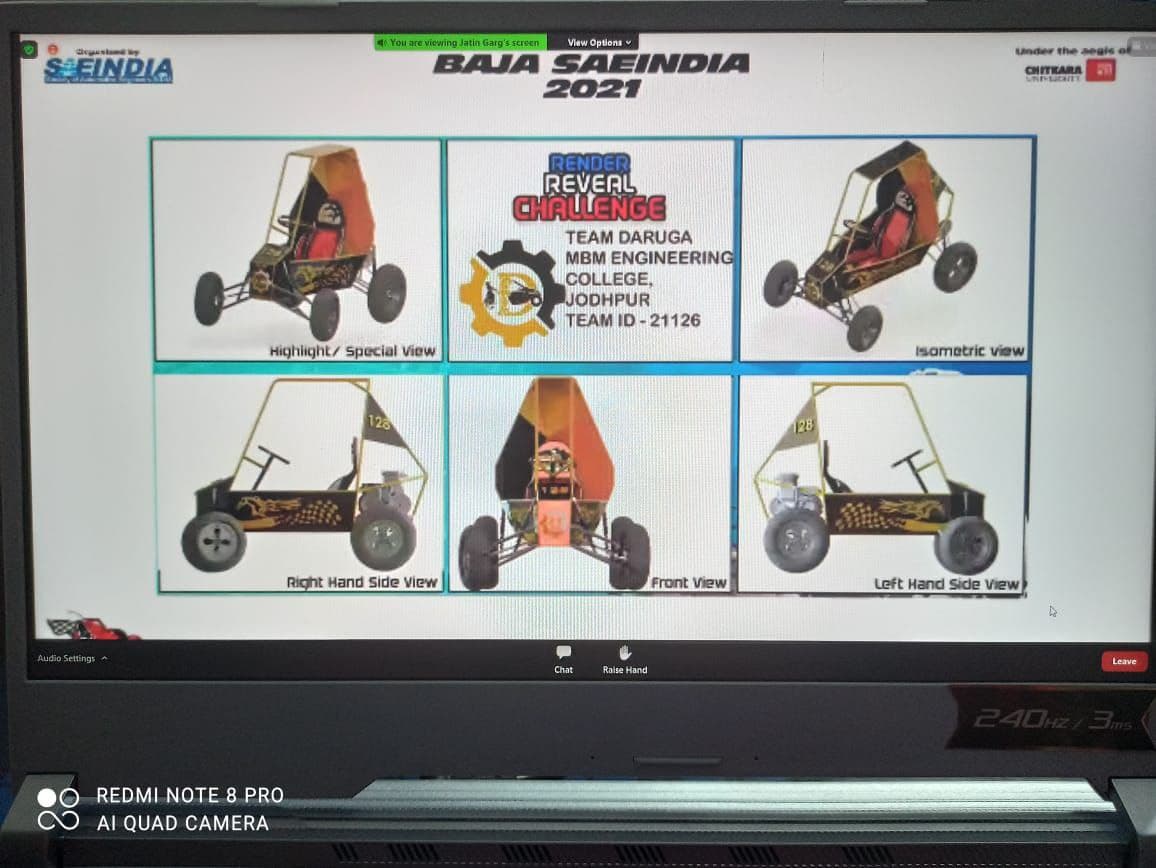 You are viewing Jatin Garg's screen
View Options
Organised by
SAEINDIA
BAJA SAEINDIA
2021
Under the aegis of
CHITKARA
UNIVERSITY
RENDER
REVEAL
CHALLENGE
TEAM DARUGA
MBM ENGINEERING
COLLEGE,
JODHPUR
TEAM ID - 21126
Highlight/ Special View
Isometric view
128
128
Right Hand Side View
Front View
Left Hand Side View
Audio Settings
Chat
Raise Hand
Leave
240HZ / 3ms
REDMI NOTE 8 PRO
AI QUAD CAMERA